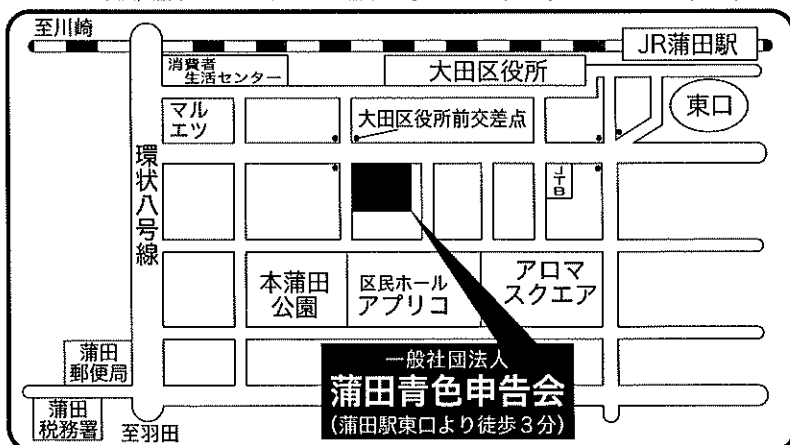 至川崎
JR蒲田駅
消費者
生活センター
大田区役所
東口
マル
エツ
大田区役所前交差点
環状八号線
JTB
本蒲田
公園
区民ホール
アプリコ
アロマ
スクエア
蒲田
郵便局
一般社団法人
蒲田青色申告会
(蒲田駅東口より徒歩3分)
蒲田
税務署
至羽田